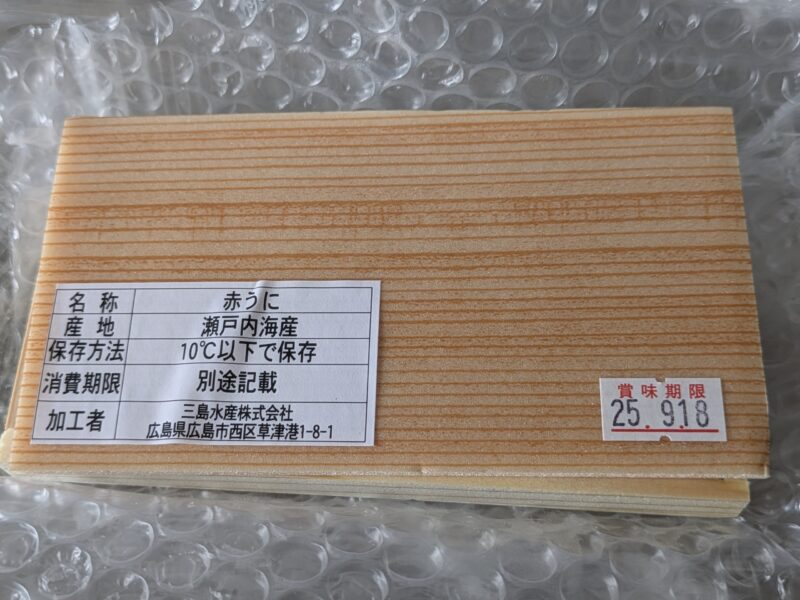 名称 赤うに
産地 瀬戸内海産
保存方法 10℃以下で保存
消費期限 別途記載
加工者 三島水産株式会社
広島県広島市西区草津港1-8-1
賞味期限
25. 9.18